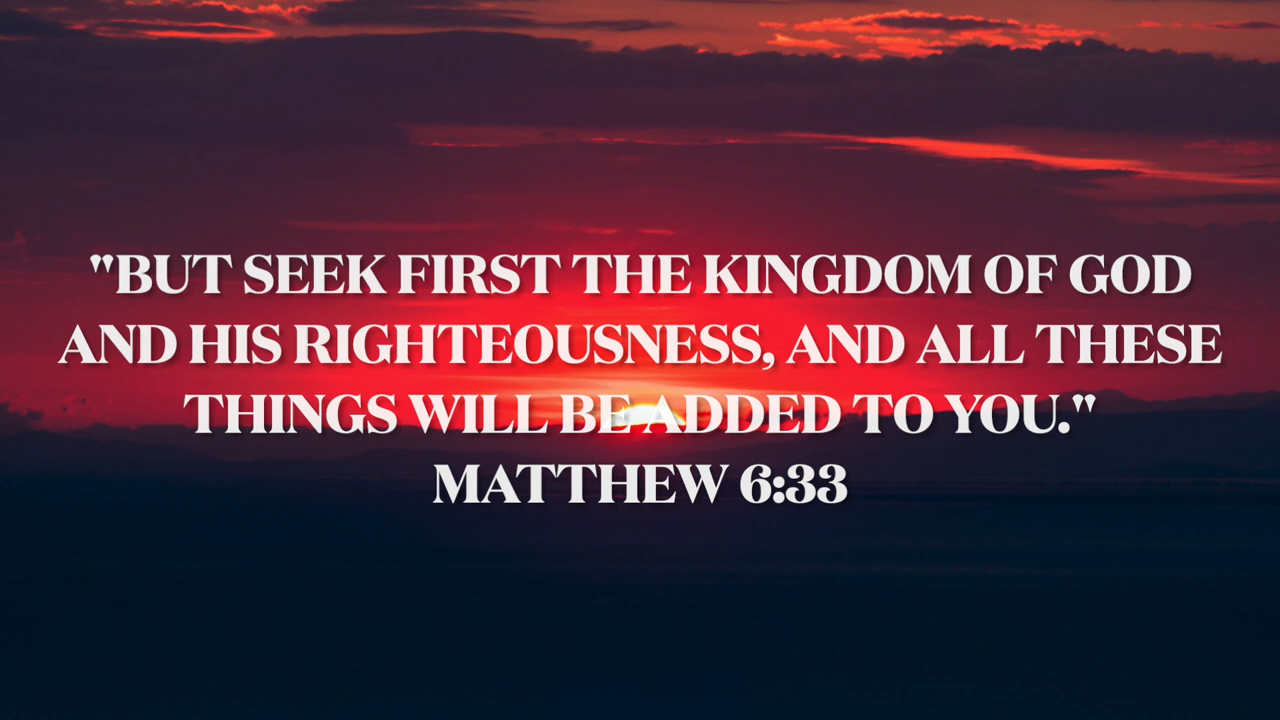 "BUT SEEK FIRST THE KINGDOM OF GOD
AND HIS RIGHTEOUSNESS, AND ALL THESE
THINGS WILL BE ADDED TO YOU."
MATTHEW 6:33